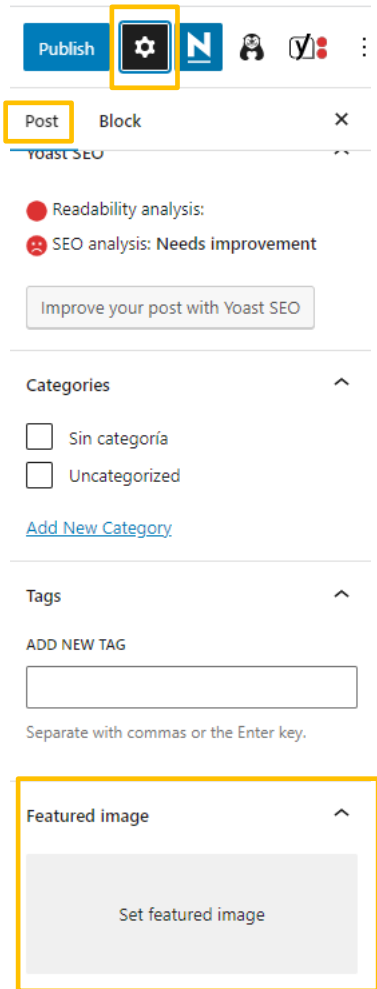 Publish
Post Block
Yoast SEO
Readability analysis:
SEO analysis: Needs improvement
Improve your post with Yoast SEO
Categories
Sin categoría
Uncategorized
Add New Category
Tags
ADD NEW TAG
Separate with commas or the Enter key.
Featured image
Set featured image